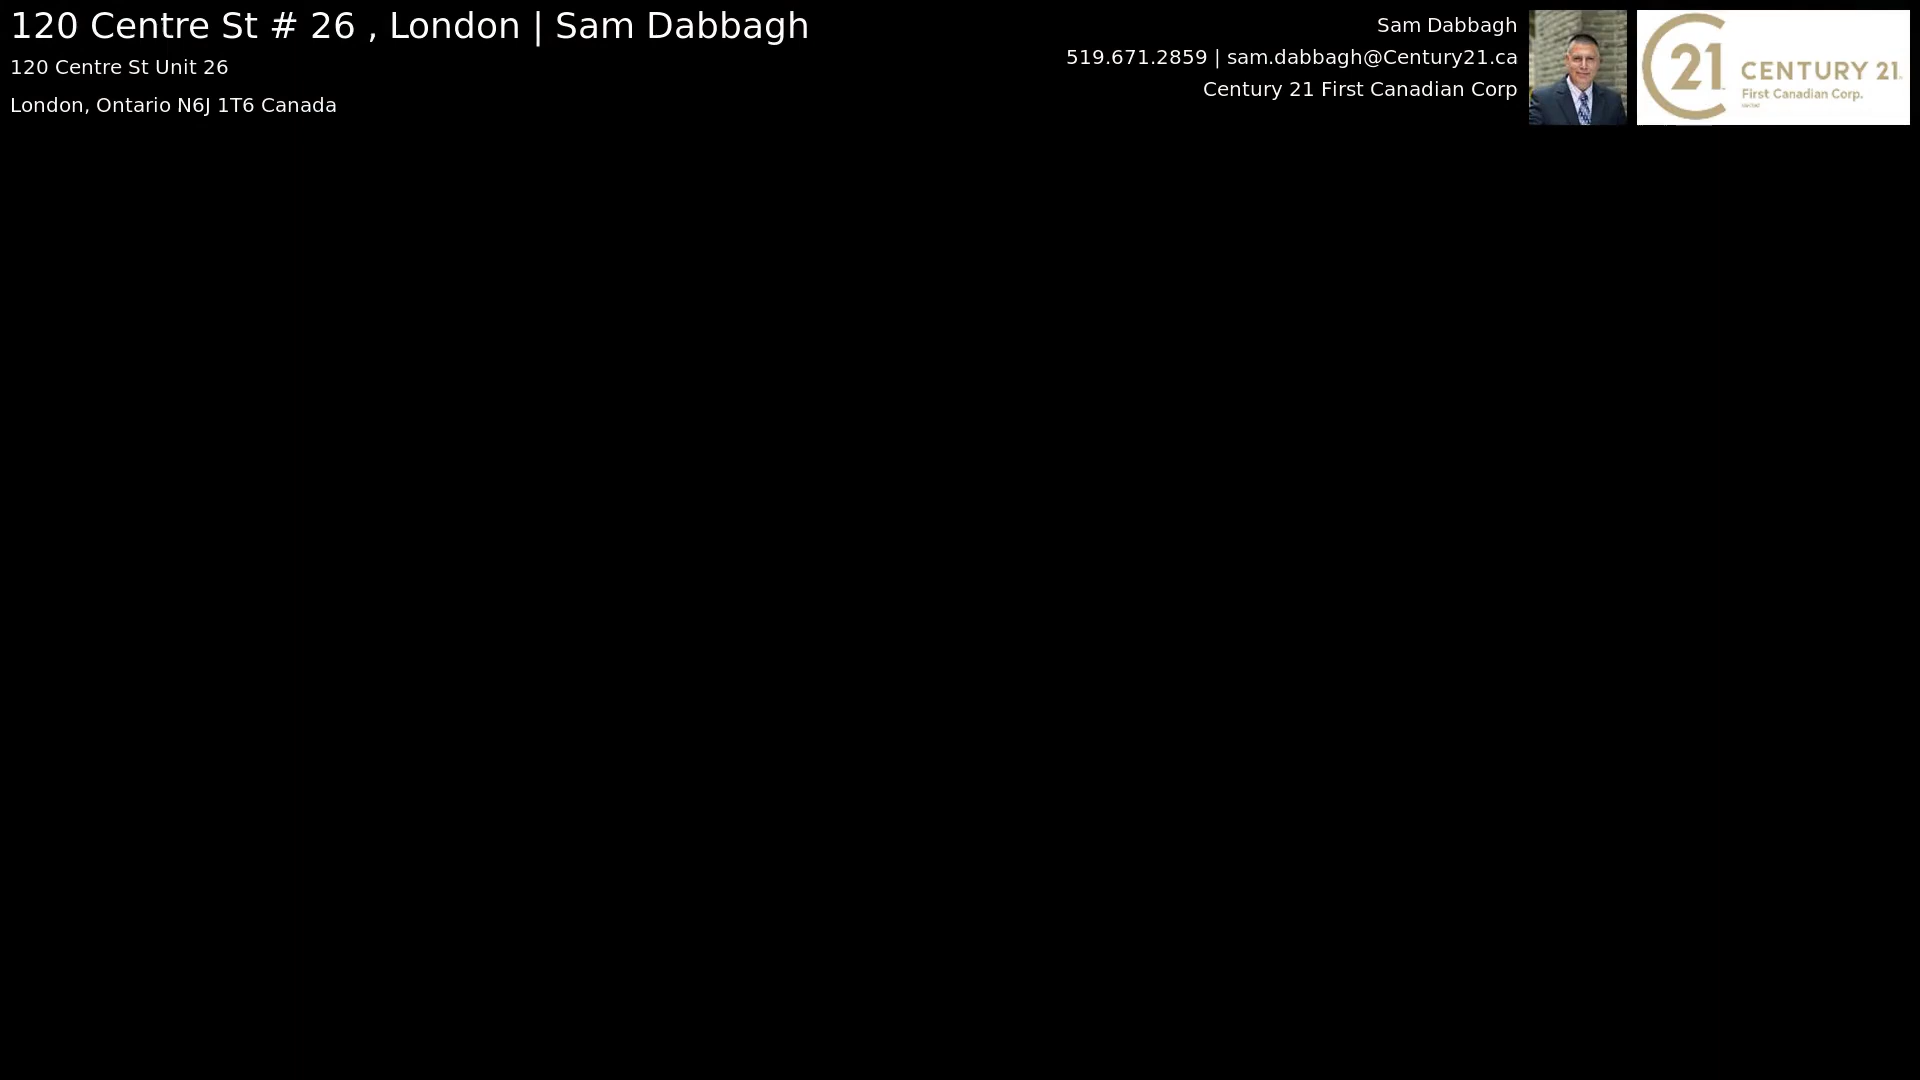 120 Centre St # 26 , London | Sam Dabbagh
120 Centre St Unit 26
London, Ontario N6J 1T6 Canada
Sam Dabbagh
519.671.2859 | sam.dabbagh@Century21.ca
Century 21 First Canadian Corp
21
CENTURY 21.
First Canadian Corp.